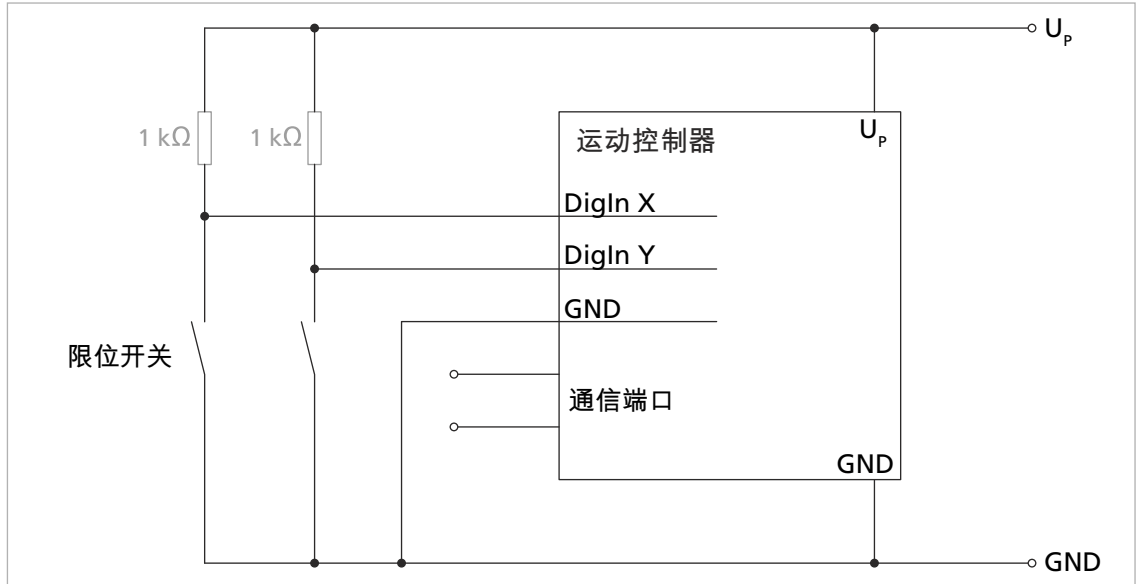 U_P
1 kΩ
1 kΩ
运动控制器
U_P
DigIn X
DigIn Y
GND
限位开关
通信端口
GND
GND